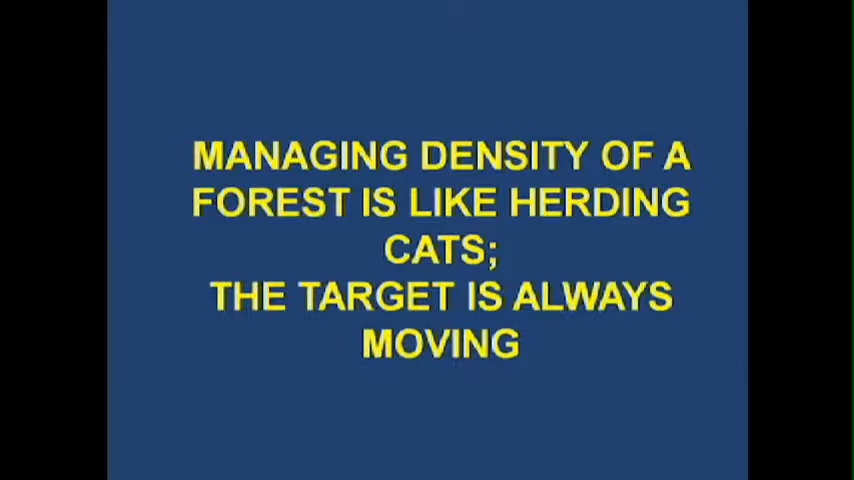 MANAGING DENSITY OF A
FOREST IS LIKE HERDING
CATS;
THE TARGET IS ALWAYS
MOVING